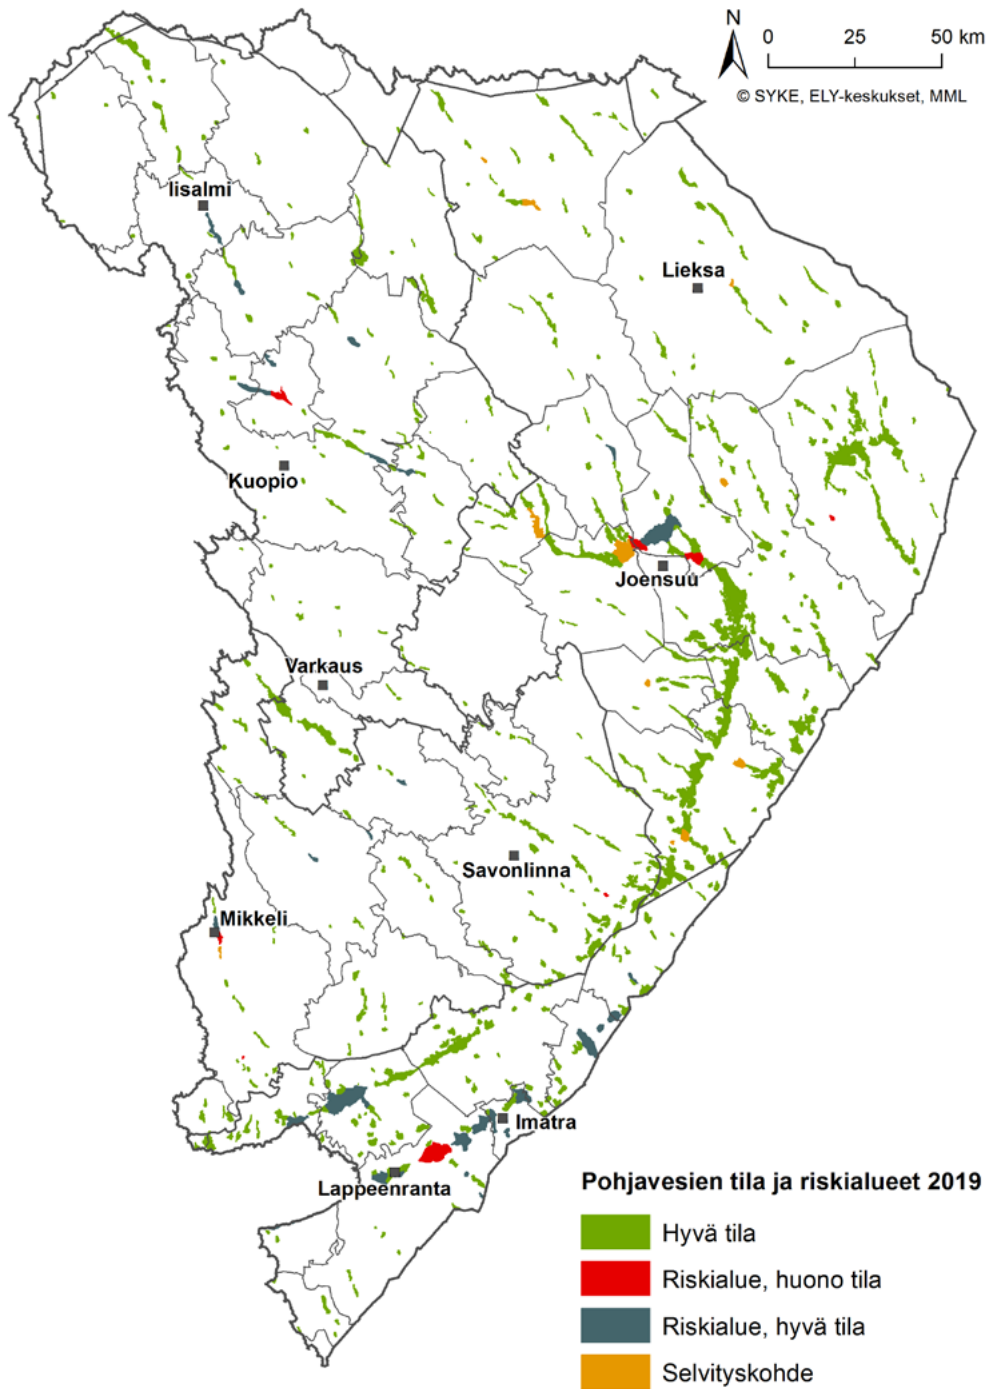 N
0 25 50 km
© SYKE, ELY-keskukset, MML
Iisalmi
Lieksa
Kuopio
Joensuu
Varkaus
Savonlinna
Mikkeli
Imatra
Lappeenranta
Pohjavesien tila ja riskialueet 2019
Hyvä tila
Riskialue, huono tila
Riskialue, hyvä tila
Selvityskohde